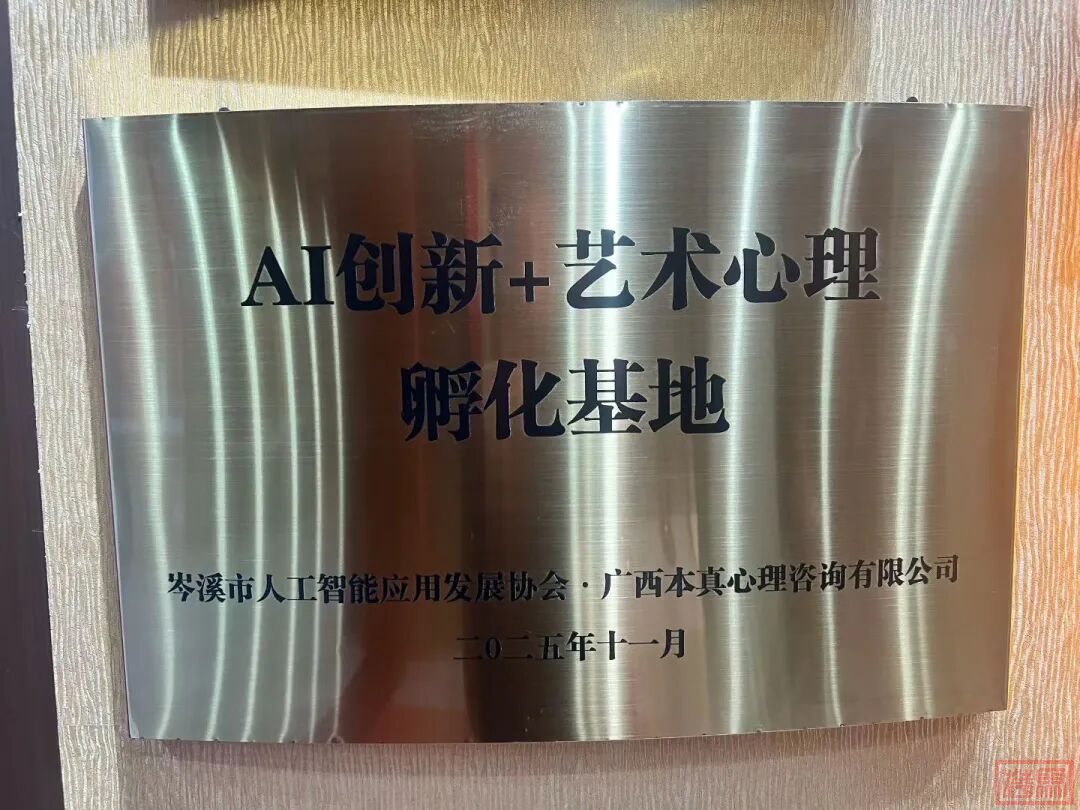 AI创新+艺术心理
孵化基地
岑溪市人工智能应用发展协会·广西本真心理咨询有限公司
二0二五年十一月